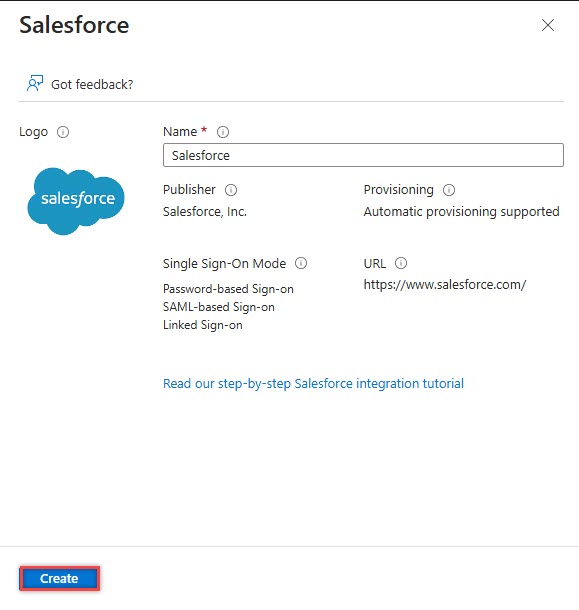 Salesforce
Got feedback?
Logo
salesforce
Name *
Salesforce
Publisher
Salesforce, Inc.
Provisioning
Automatic provisioning supported
Single Sign-On Mode
Password-based Sign-on
SAML-based Sign-on
Linked Sign-on
URL
https://www.salesforce.com/
Read our step-by-step Salesforce integration tutorial
Create